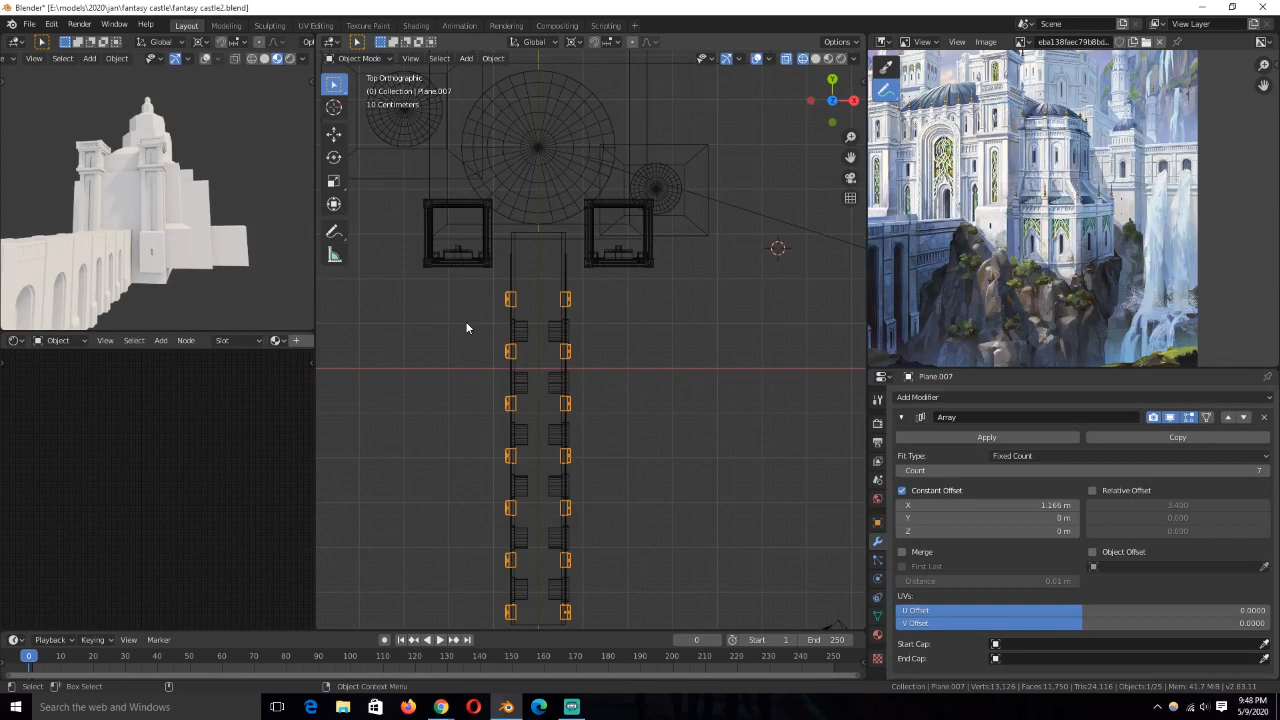 Blender* [E:\models\2020\jan\fantasy castle\fantasy castle2.blend]
File Edit Render Window Help Layout Modeling Sculpting UV Editing Texture Paint Shading Animation Rendering Compositing Scripting + Scene View Layer
Global Global Options View Image eba138faec79b8bd...
View Select Add Object Object Mode View Select Add Object
Top Orthographic
(0) Collection | Plane.007
10 Centimeters
Y
Z X
Object View Select Add Node Slot
Plane.007
Add Modifier
Array
Apply Copy
Fit Type: Fixed Count
Count 7
Constant Offset Relative Offset
X 1.166 m 3.400
Y 0 m 0.000
Z 0 m 0.000
Merge Object Offset
First Last
Distance 0.01 m
UVs:
U Offset 0.0000
V Offset 0.0000
Start Cap:
End Cap:
Playback Keying View Marker 0 Start 1 End 250
0 10 20 30 40 50 60 70 80 90 100 110 120 130 140 150 160 170 180 190 200 210 220 230 240 250
Select Box Select Object Context Menu Collection | Plane.007 | Verts:13,126 | Faces:11,750 | Tris:24,116 | Objects:1/25 | Mem: 41.7 MiB | v2.83.11
Search the web and Windows
9:48 PM
5/9/2020